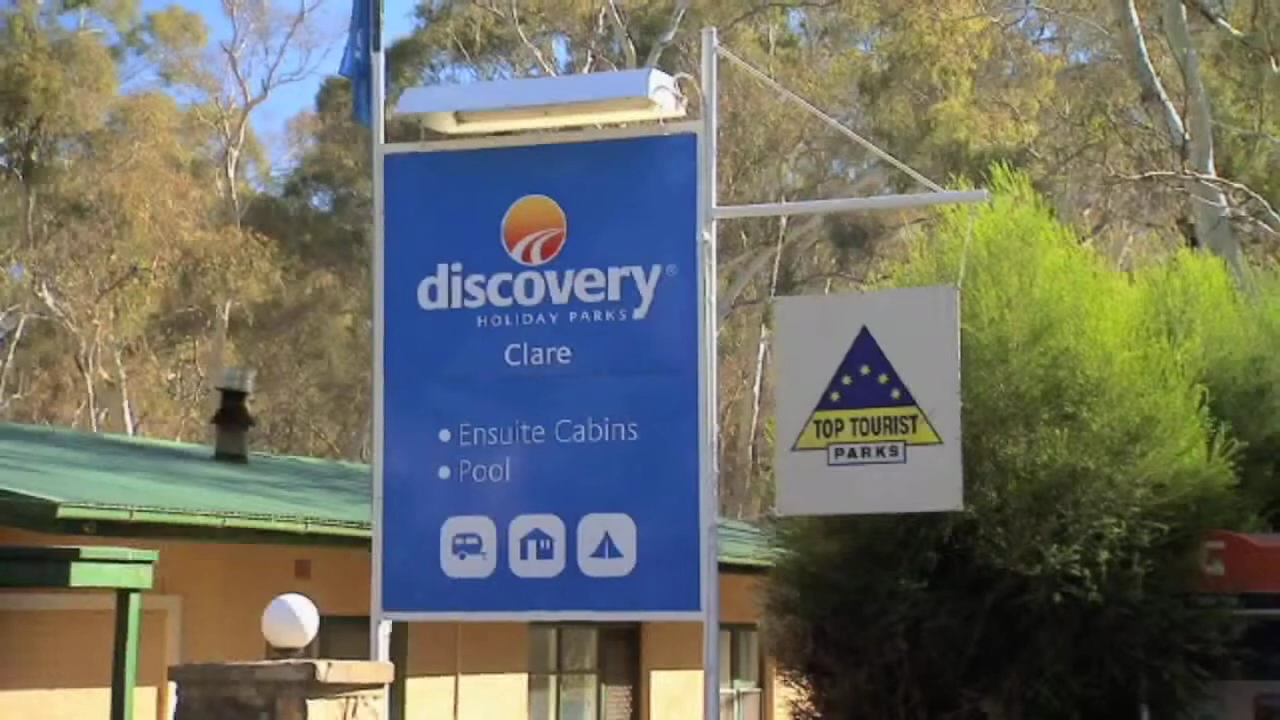 discovery®
HOLIDAY PARKS
Clare
• Ensuite Cabins
• Pool
TOP TOURIST
PARKS